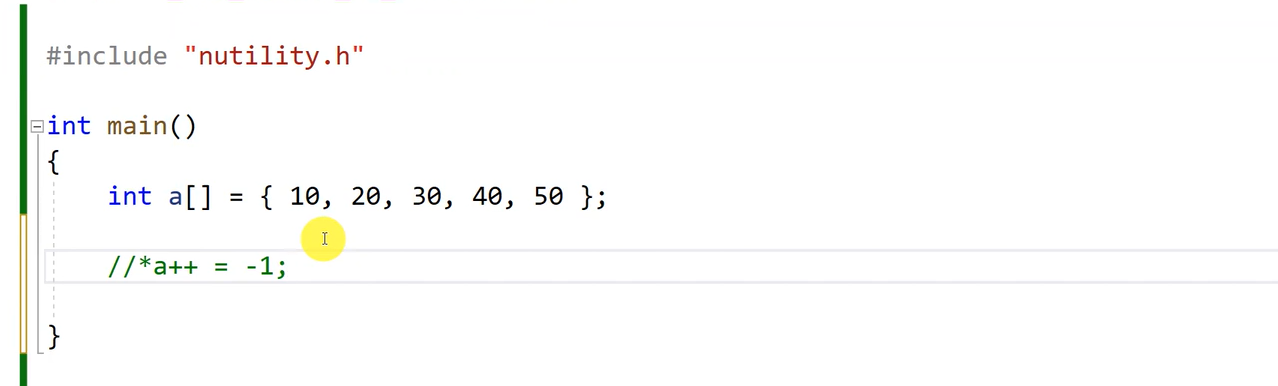 #include "nutility.h"
int main()
{
int a[] = { 10, 20, 30, 40, 50 };
//*a++ = -1;
}